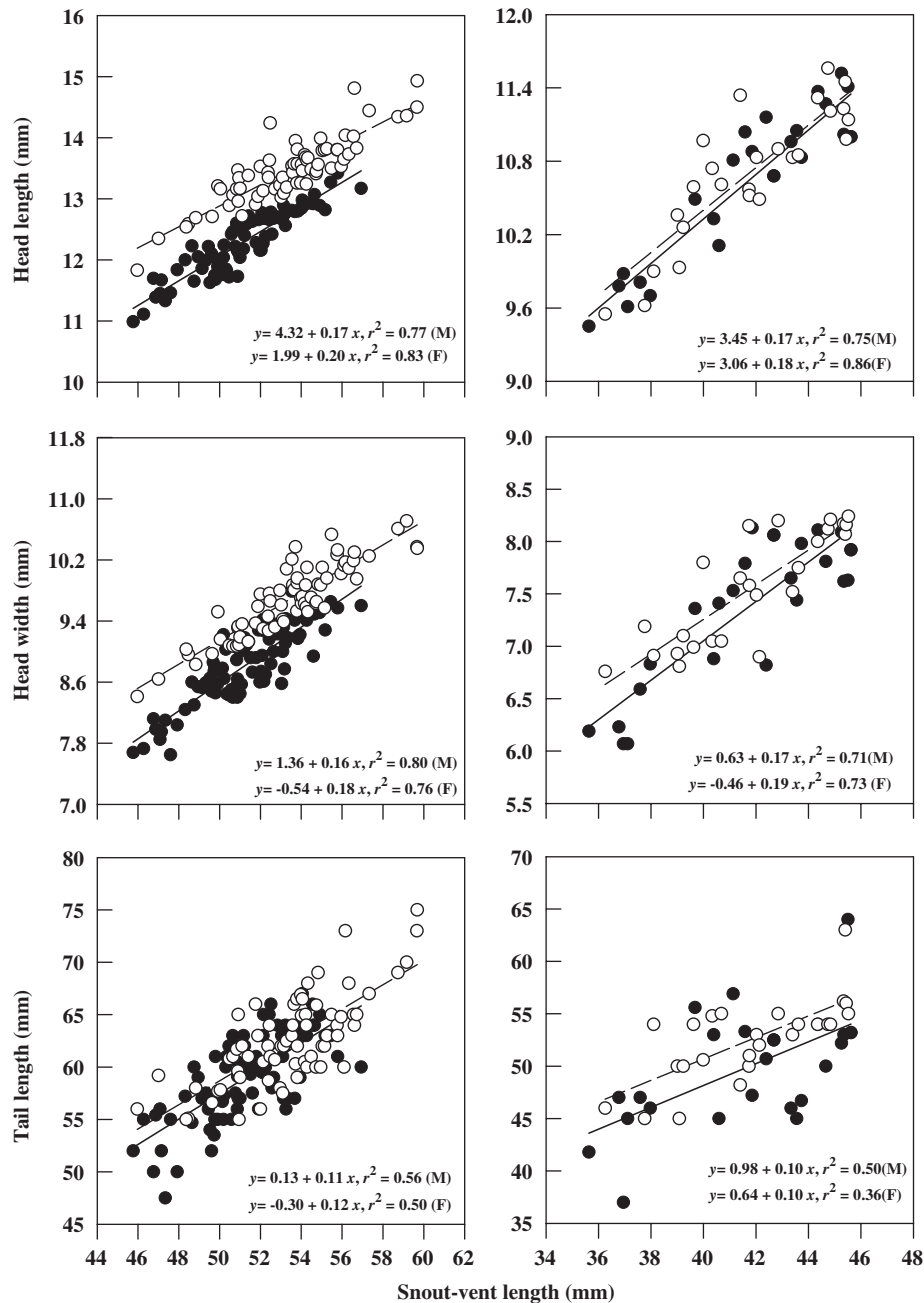 16
15
14
13
12
11
10
Head length (mm)
y= 4.32 + 0.17 x, r2 = 0.77 (M)
y= 1.99 + 0.20 x, r2 = 0.83 (F)
12.0
11.4
10.8
10.2
9.6
9.0
y= 3.45 + 0.17 x, r2 = 0.75(M)
y= 3.06 + 0.18 x, r2 = 0.86(F)
11.8
11.0
10.2
9.4
8.6
7.8
7.0
Head width (mm)
y= 1.36 + 0.16 x, r2 = 0.80 (M)
y= -0.54 + 0.18 x, r2 = 0.76 (F)
9.0
8.5
8.0
7.5
7.0
6.5
6.0
5.5
y= 0.63 + 0.17 x, r2 = 0.71(M)
y= -0.46 + 0.19 x, r2 = 0.73 (F)
34 36 38 40 42 44 46 48
80
75
70
65
60
55
50
45
Tail length (mm)
y= 0.13 + 0.11 x, r2 = 0.56 (M)
y= -0.30 + 0.12 x, r2 = 0.50 (F)
44 46 48 50 52 54 56 58 60 62
70
65
60
55
50
45
40
35
y= 0.98 + 0.10 x, r2 = 0.50(M)
y= 0.64 + 0.10 x, r2 = 0.36(F)
34 36 38 40 42 44 46 48
Snout-vent length (mm)